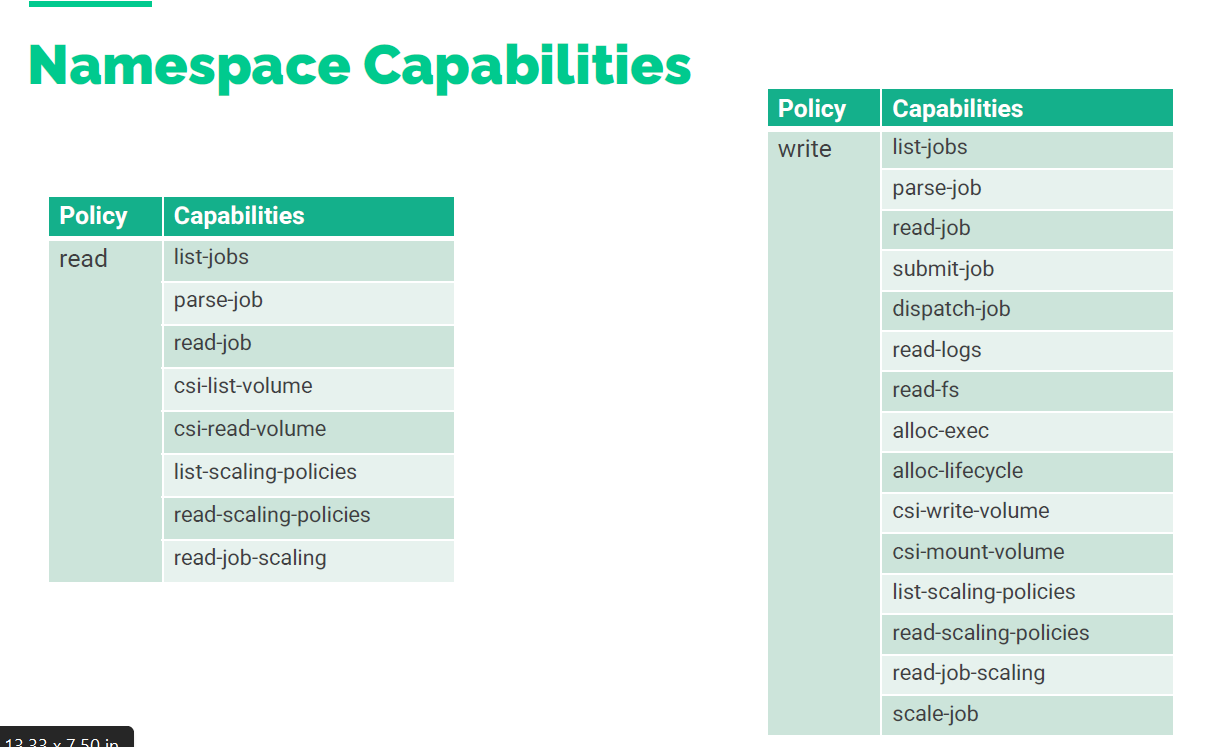 Namespace Capabilities
Policy Capabilities
read list-jobs
parse-job
read-job
csi-list-volume
csi-read-volume
list-scaling-policies
read-scaling-policies
read-job-scaling
Policy Capabilities
write list-jobs
parse-job
read-job
submit-job
dispatch-job
read-logs
read-fs
alloc-exec
alloc-lifecycle
csi-write-volume
csi-mount-volume
list-scaling-policies
read-scaling-policies
read-job-scaling
scale-job
13.33 x 7.50 in